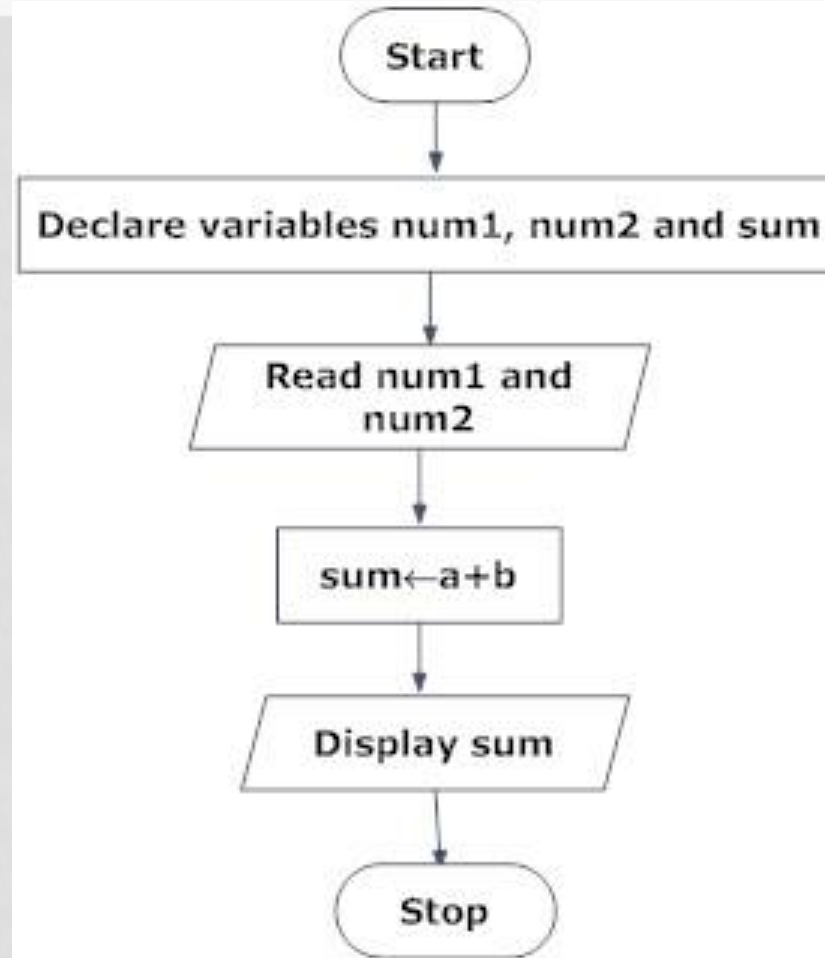 Start
Declare variables num1, num2 and sum
Read num1 and
num2
sum←a+b
Display sum
Stop